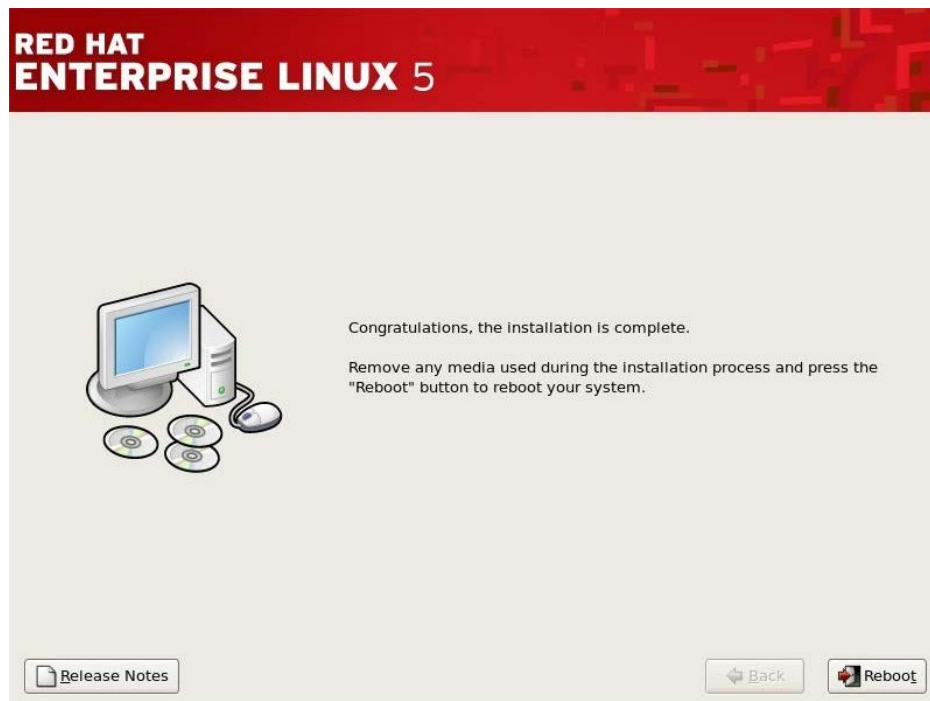 RED HAT
ENTERPRISE LINUX 5
Congratulations, the installation is complete.
Remove any media used during the installation process and press the
"Reboot" button to reboot your system.
Release Notes
Back
Reboot